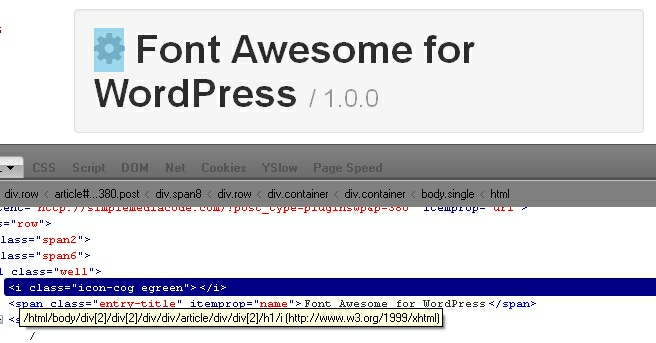 Font Awesome for
WordPress / 1.0.0
CSS Script DOM Net Cookies YSlow Page Speed
div.row < article#...380.post < div.span8 < div.row < div.container < div.container < body.single < html
"http://simplemediacode.com/?post_type=pluginswp&p=380" itemprop="url">
="row">
lass="span2">
lass="span6">
l class="well">
<i class="icon-cog egreen"></i>
<span class="entry-title" itemprop="name">Font Awesome for WordPress</span>
/html/body/div[2]/div[2]/div/div/article/div/div[2]/h1/i (http://www.w3.org/1999/xhtml)
<s
/